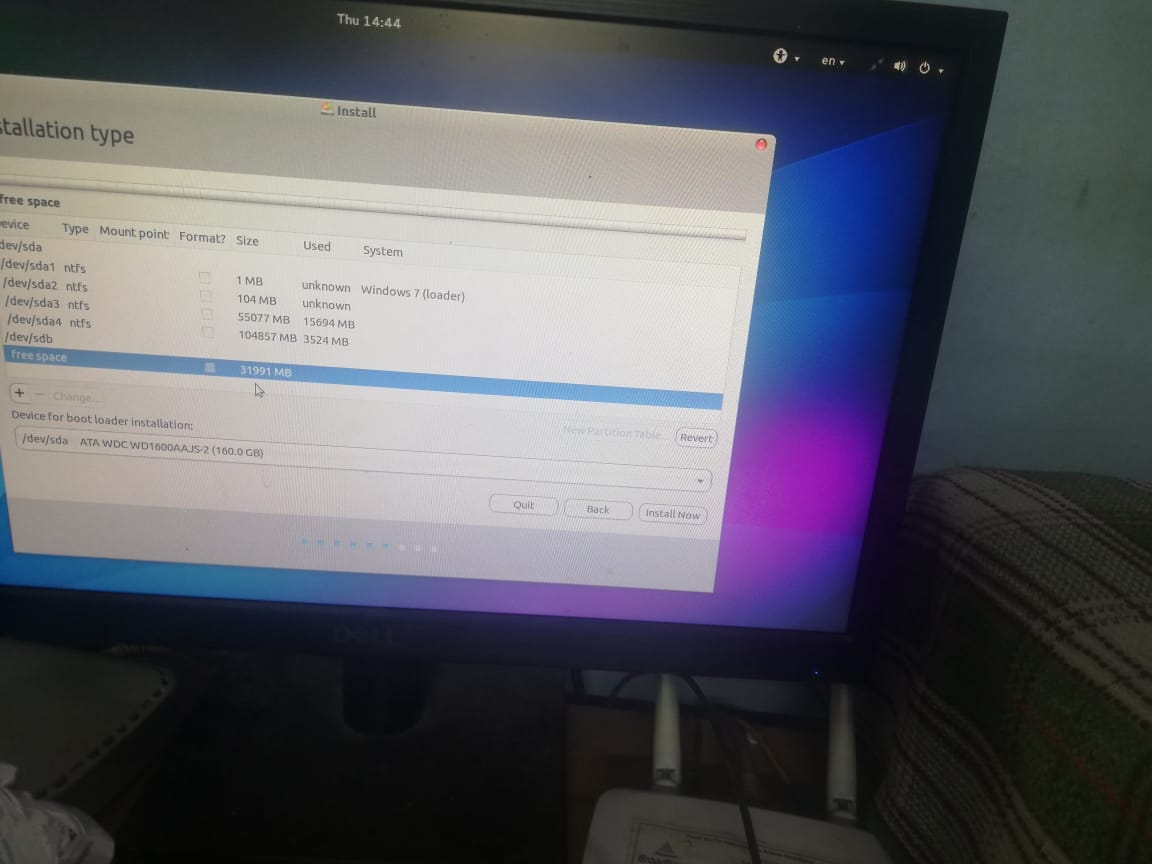 Thu 14:44
en
Install
stallation type
free space
evice Type Mount point Format? Size Used System
dev/sda
/dev/sda1 ntfs 1 MB unknown Windows 7 (loader)
/dev/sda2 ntfs 104 MB unknown
/dev/sda3 ntfs 55077 MB 15694 MB
/dev/sda4 ntfs 104857 MB 3524 MB
/dev/sdb
free space 31991 MB
+ − Change...
New Partition Table... Revert
Device for boot loader installation:
/dev/sda ATA WDC WD1600AAJS-2 (160.0 GB)
Quit Back Install Now
DELL